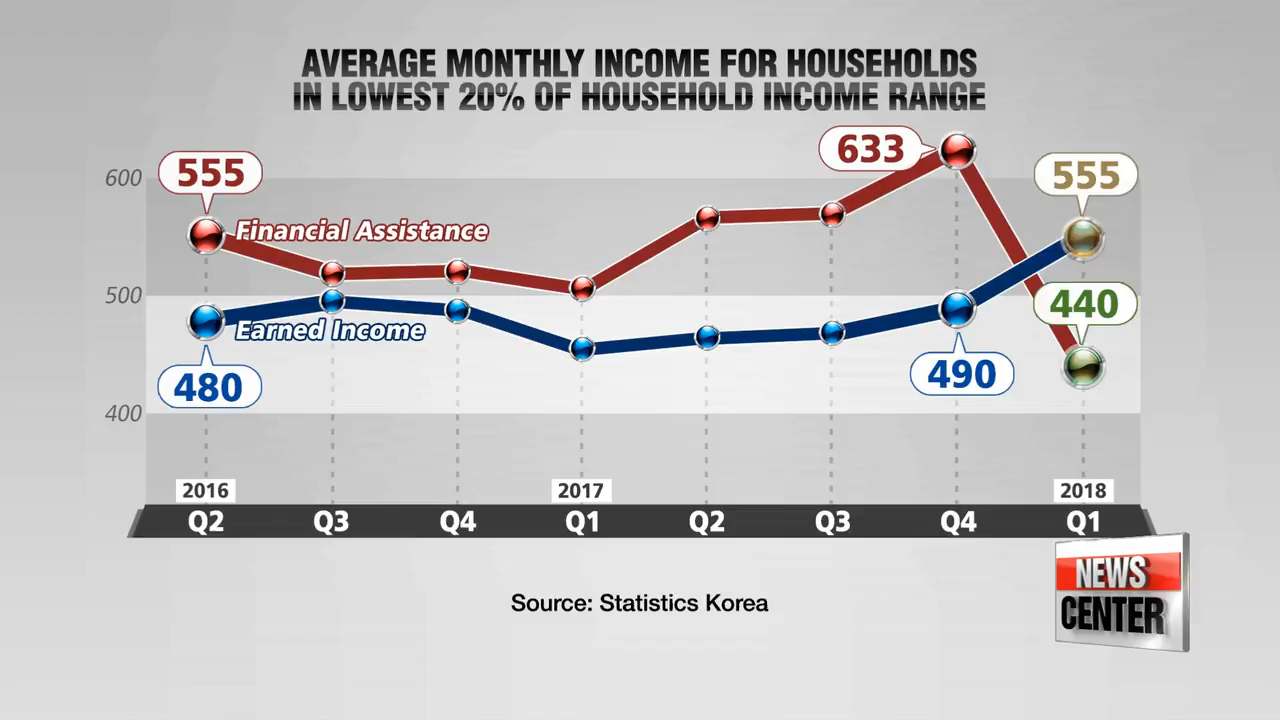 AVERAGE MONTHLY INCOME FOR HOUSEHOLDS
IN LOWEST 20% OF HOUSEHOLD INCOME RANGE
633
555
600
555
Financial Assistance
500
440
Earned Income
480
490
400
2016
2017
2018
Q2 Q3 Q4 Q1 Q2 Q3 Q4 Q1
NEWS
CENTER
Source: Statistics Korea